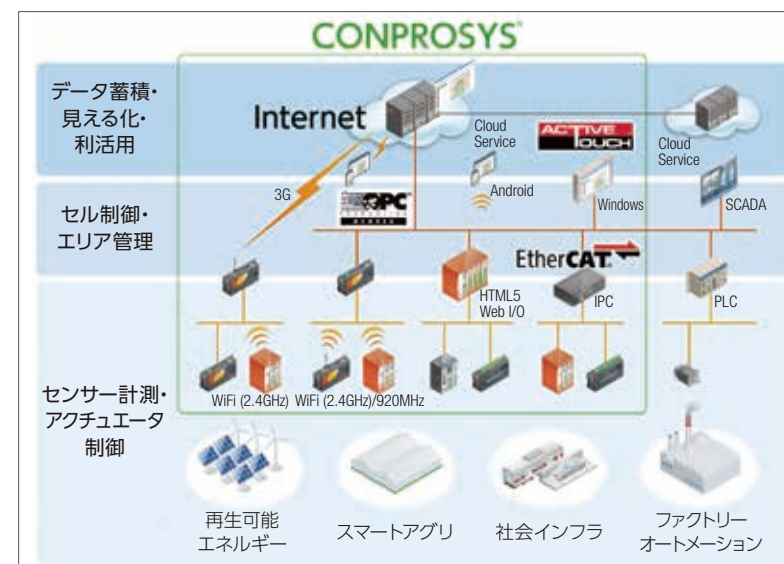 CONPROSYS
データ蓄積・
見える化・
利活用
Internet
Cloud
Service
ACTIVE
TOUCH
Cloud
Service
3G
OPC
Android
Windows
SCADA
セル制御・
エリア管理
EtherCAT
HTML5
Web I/O
IPC
PLC
センサー計測・
アクチュエータ
制御
WiFi (2.4GHz)
WiFi (2.4GHz)/920MHz
再生可能
エネルギー
スマートアグリ
社会インフラ
ファクトリー
オートメーション